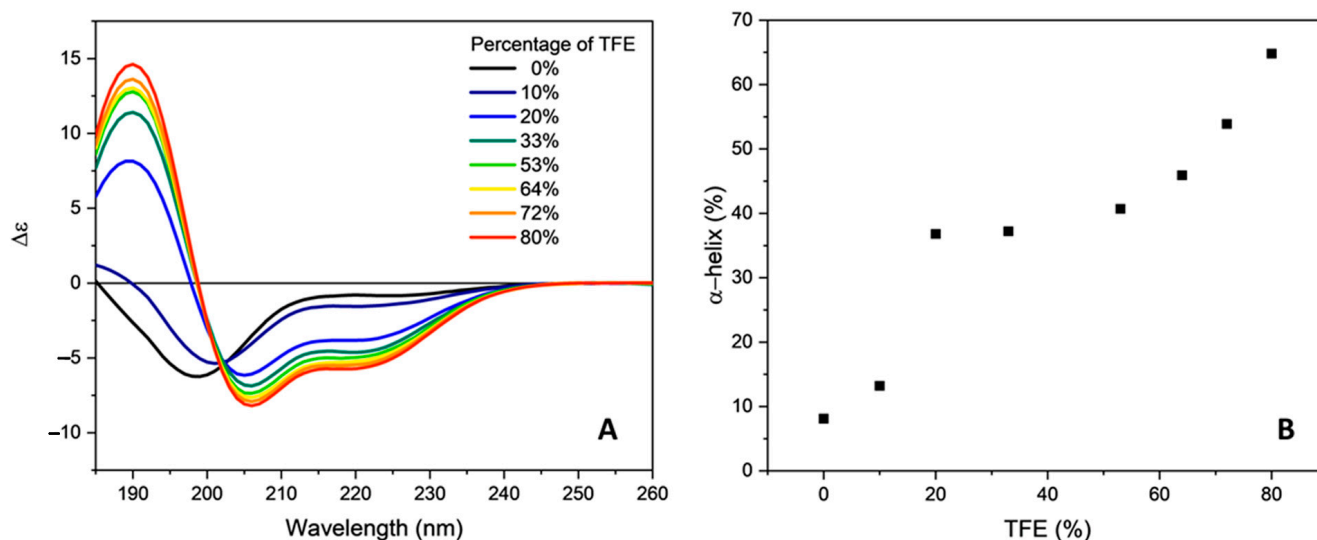 Percentage of TFE
0%
10%
20%
33%
53%
64%
72%
80%
15
10
5
0
–5
–10
Δε
190 200 210 220 230 240 250 260
Wavelength (nm)
A
70
60
50
40
30
20
10
0
α–helix (%)
0 20 40 60 80
TFE (%)
B